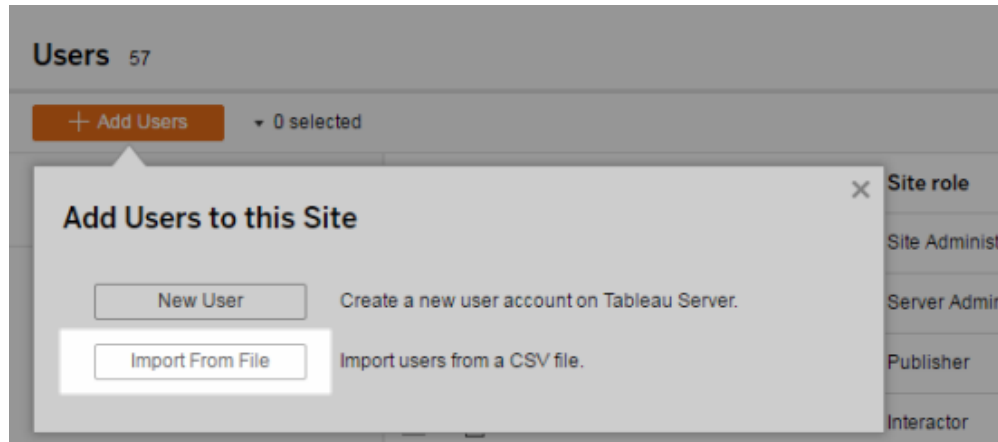 Users 57
+ Add Users 0 selected
Site role
Add Users to this Site
Site Administ
New User Create a new user account on Tableau Server.
Server Admin
Import From File Import users from a CSV file.
Publisher
Interactor